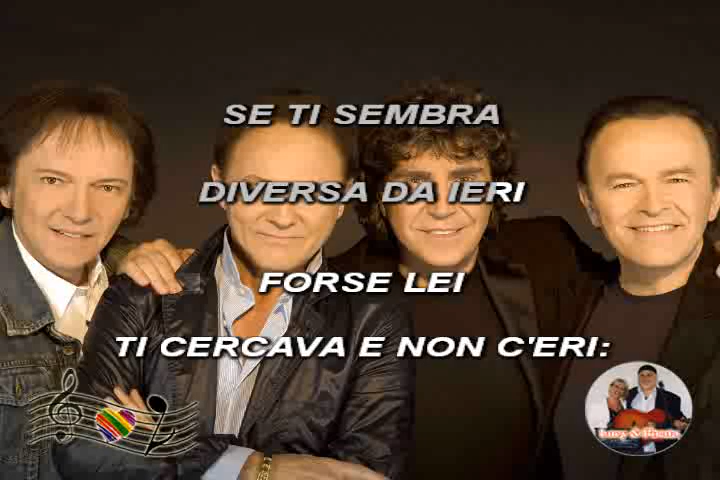 SE TI SEMBRA
DIVERSA DA IERI
FORSE LEI
TI CERCAVA E NON C'ERI: